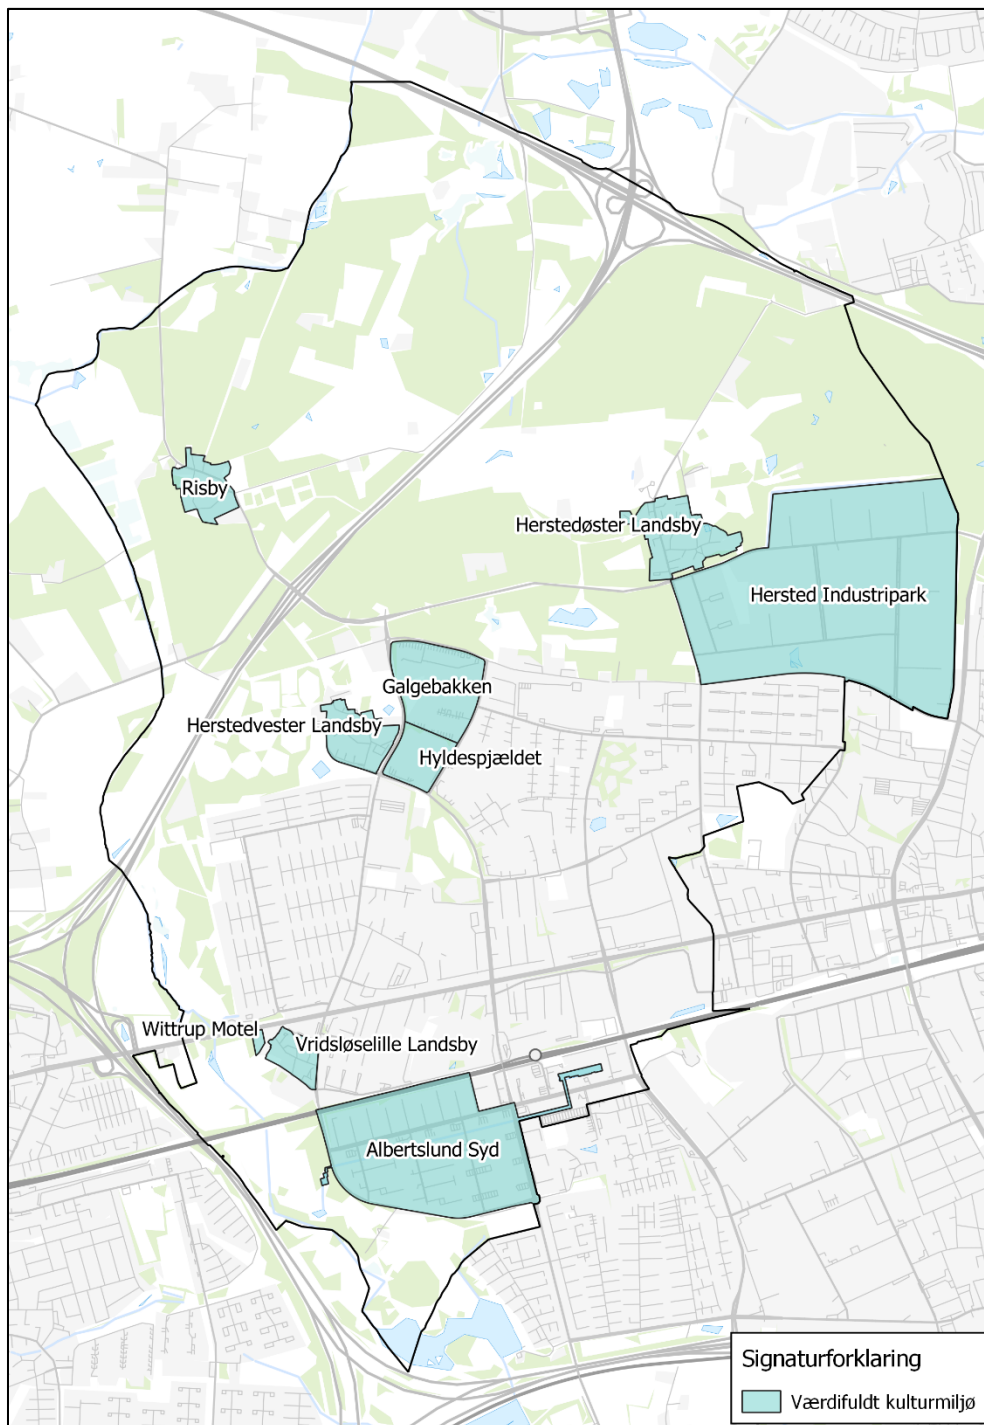 Risby
Herstedøster Landsby
Hersted Industripark
Galgebakken
Herstedvester Landsby
Hyldespjældet
Wittrup Motel
Vridsløselille Landsby
Albertslund Syd
Signaturforklaring
Værdifuldt kulturmiljø